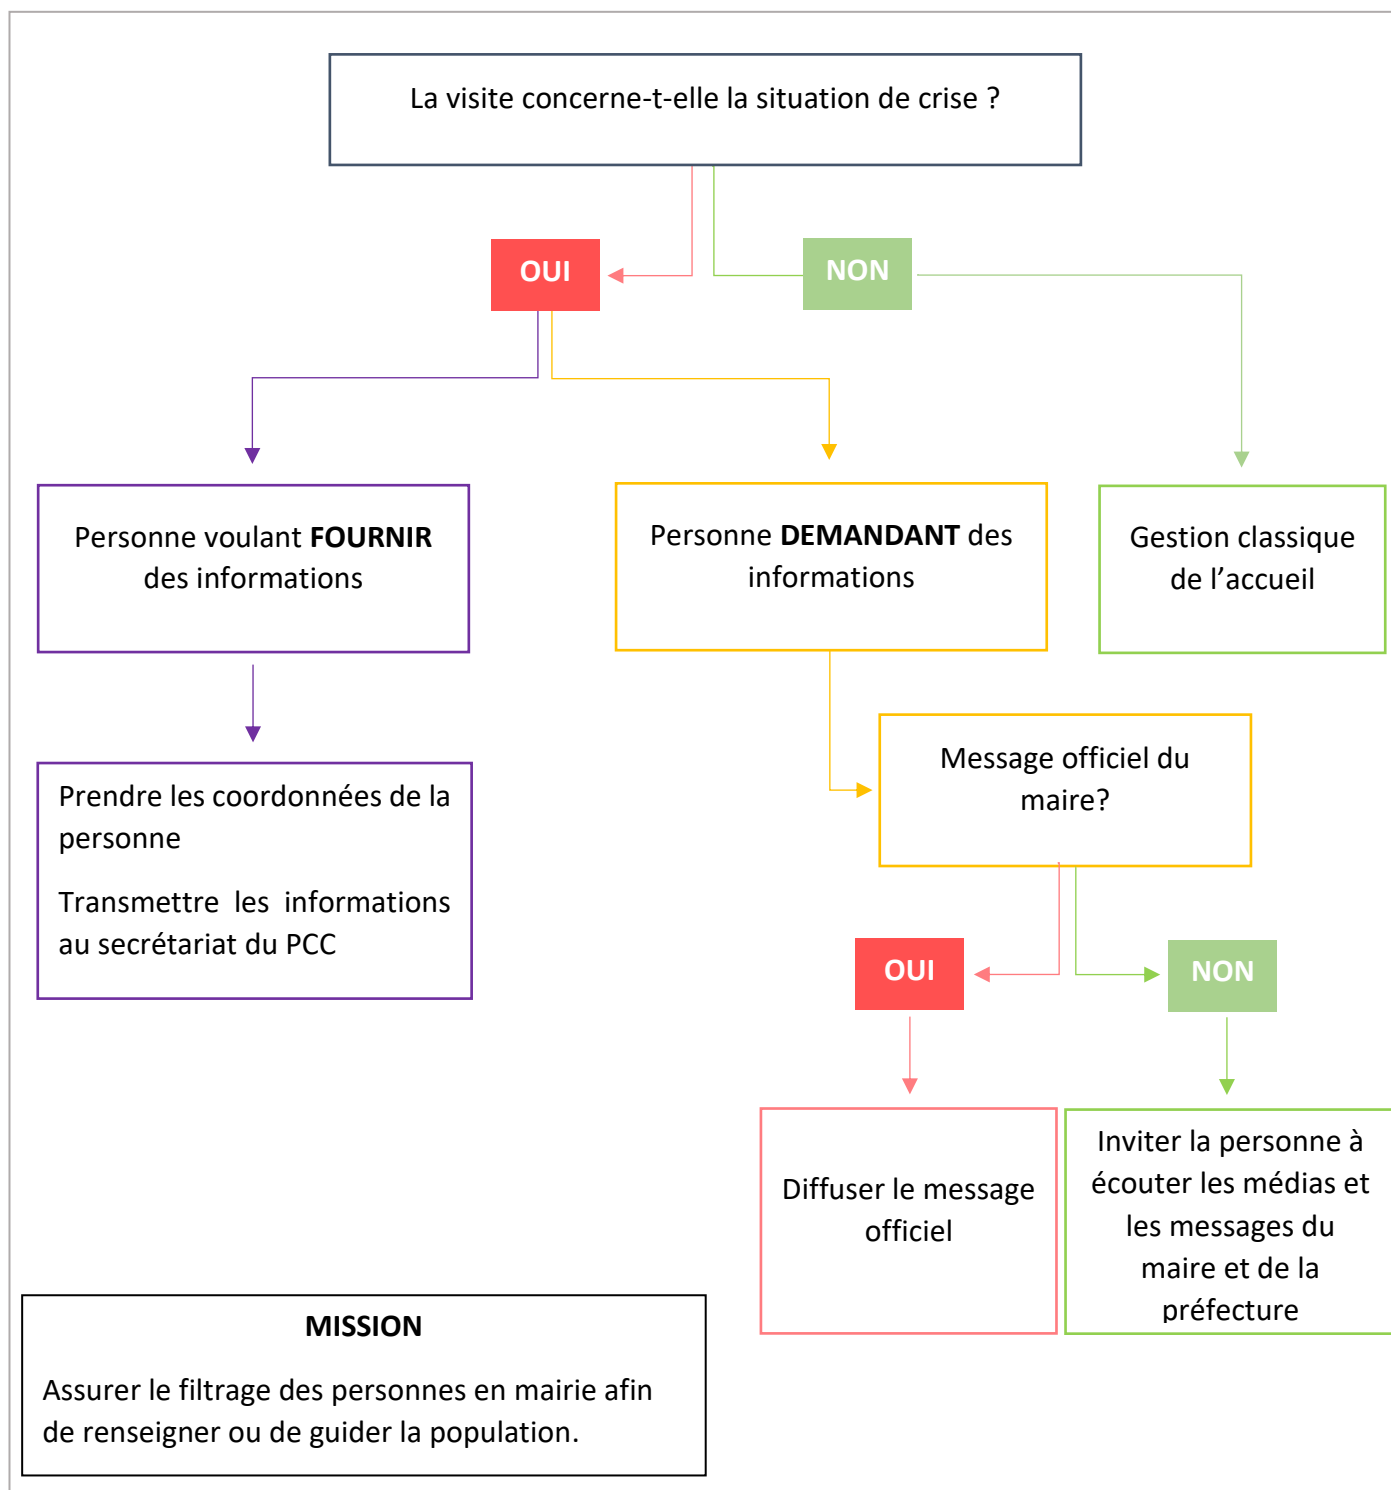 La visite concerne-t-elle la situation de crise ?
OUI
NON
Personne voulant FOURNIR
des informations
Personne DEMANDANT des
informations
Gestion classique
de l’accueil
Prendre les coordonnées de la
personne
Transmettre les informations
au secrétariat du PCC
Message officiel du
maire?
OUI
NON
Diffuser le message
officiel
Inviter la personne à
écouter les médias et
les messages du
maire et de la
préfecture
MISSION
Assurer le filtrage des personnes en mairie afin
de renseigner ou de guider la population.